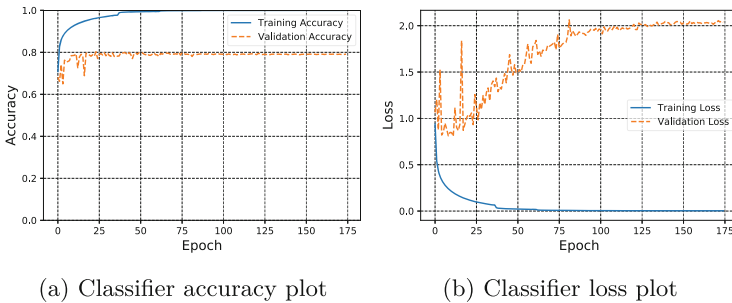 1.0
0.8
0.6
0.4
0.2
0.0
Accuracy
Training Accuracy
Validation Accuracy
0 25 50 75 100 125 150 175
Epoch
(a) Classifier accuracy plot
2.0
1.5
1.0
0.5
0.0
Loss
Training Loss
Validation Loss
0 25 50 75 100 125 150 175
Epoch
(b) Classifier loss plot